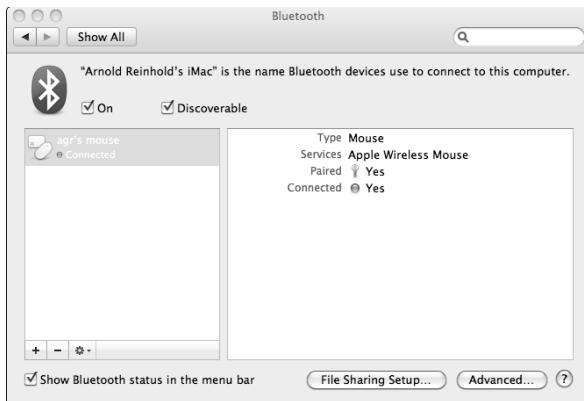 Bluetooth
Show All
"Arnold Reinhold's iMac" is the name Bluetooth devices use to connect to this computer.
On Discoverable
agr's mouse
Connected
Type Mouse
Services Apple Wireless Mouse
Paired Yes
Connected Yes
+ −
Show Bluetooth status in the menu bar File Sharing Setup... Advanced... ?